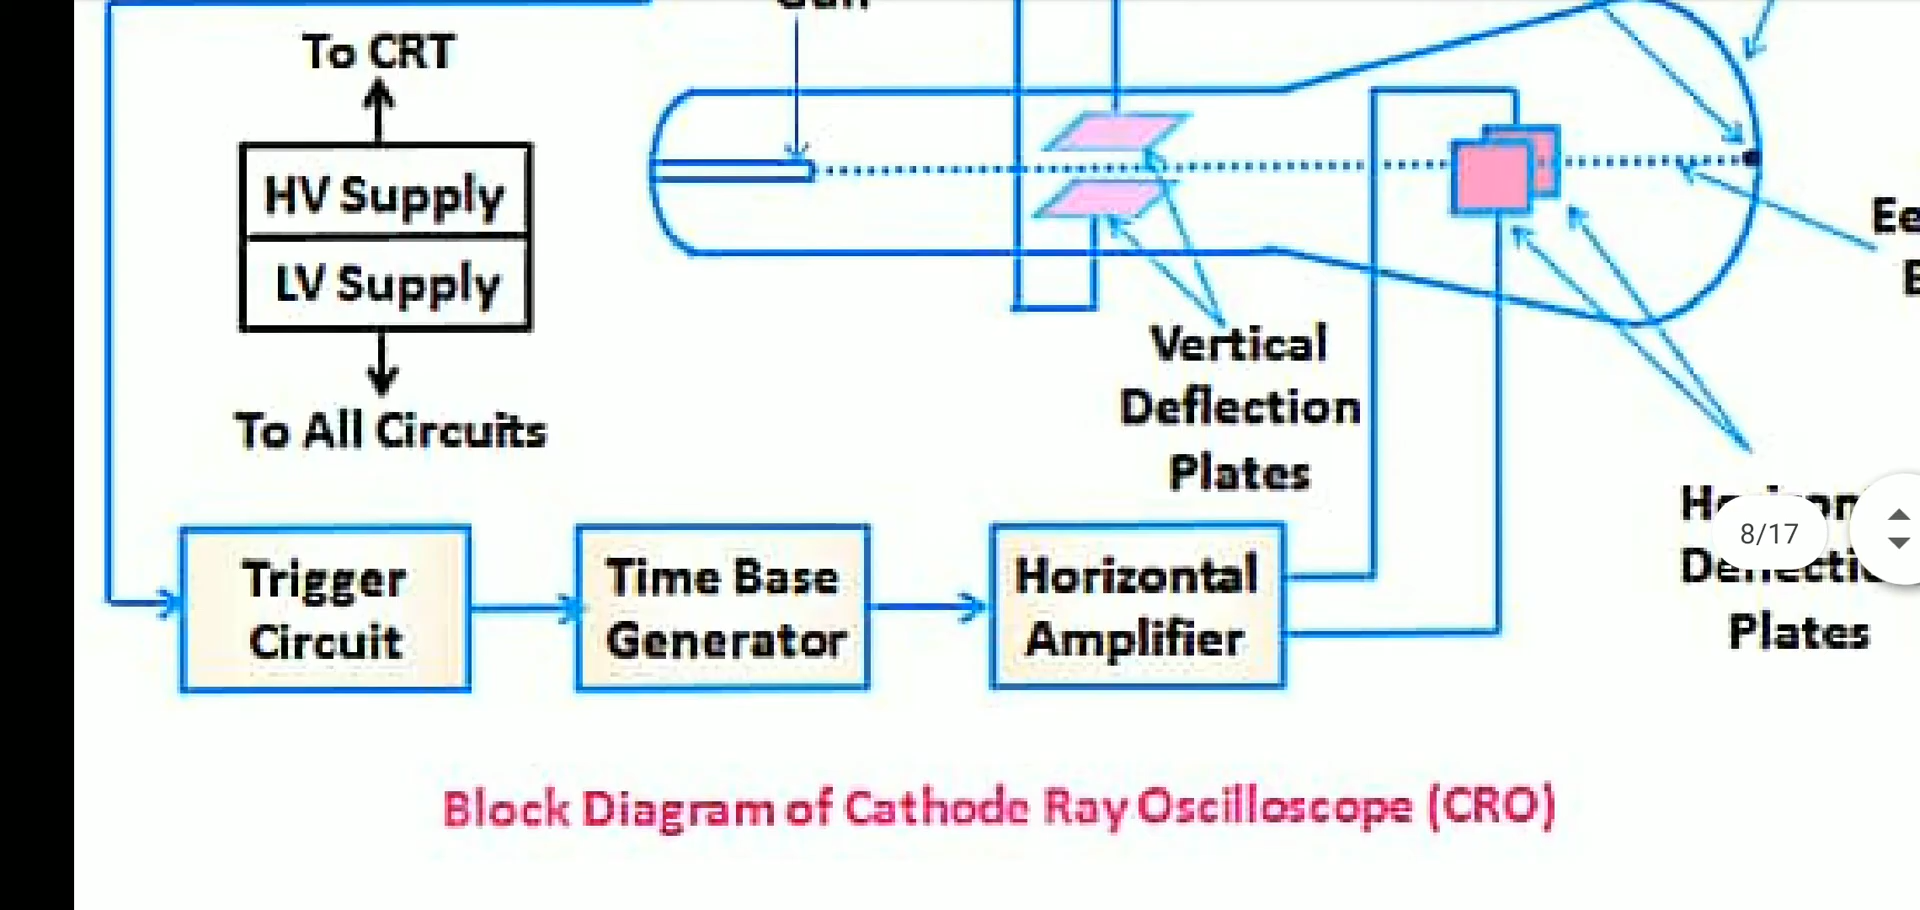 To CRT
HV Supply
LV Supply
To All Circuits
Vertical
Deflection
Plates
8/17
Plates
Trigger
Circuit
Time Base
Generator
Horizontal
Amplifier
Block Diagram of Cathode Ray Oscilloscope (CRO)